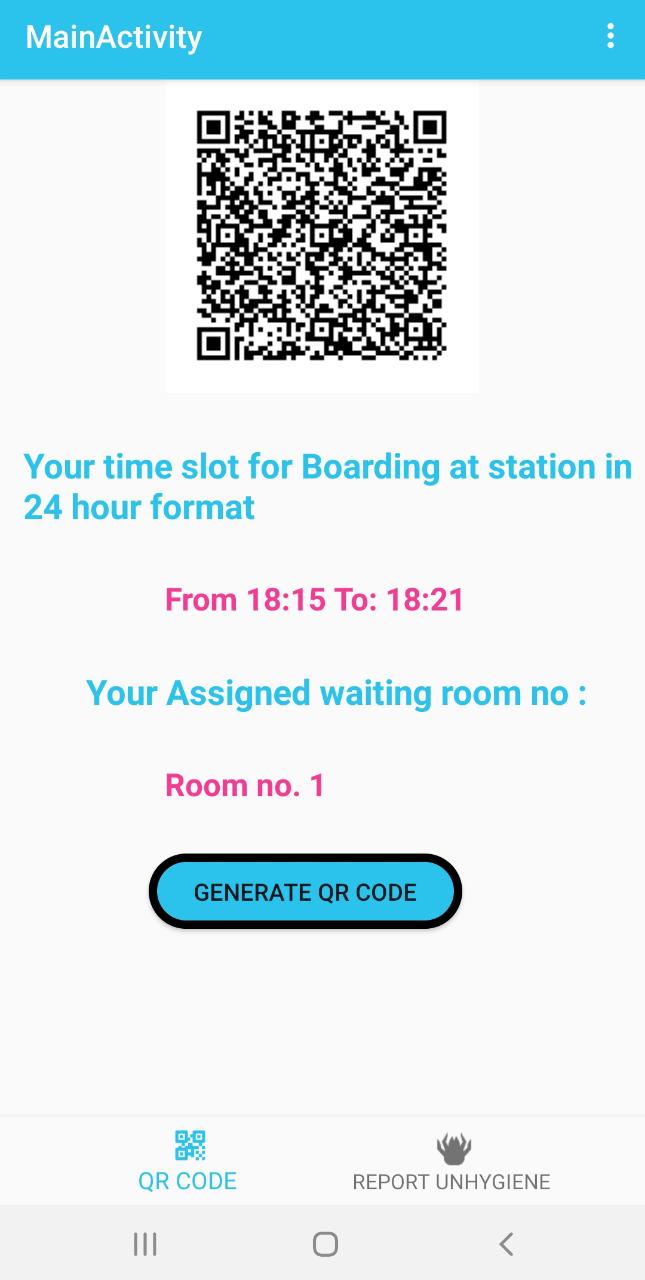 MainActivity
Your time slot for Boarding at station in
24 hour format
From 18:15 To: 18:21
Your Assigned waiting room no :
Room no. 1
GENERATE QR CODE
QR CODE
REPORT UNHYGIENE